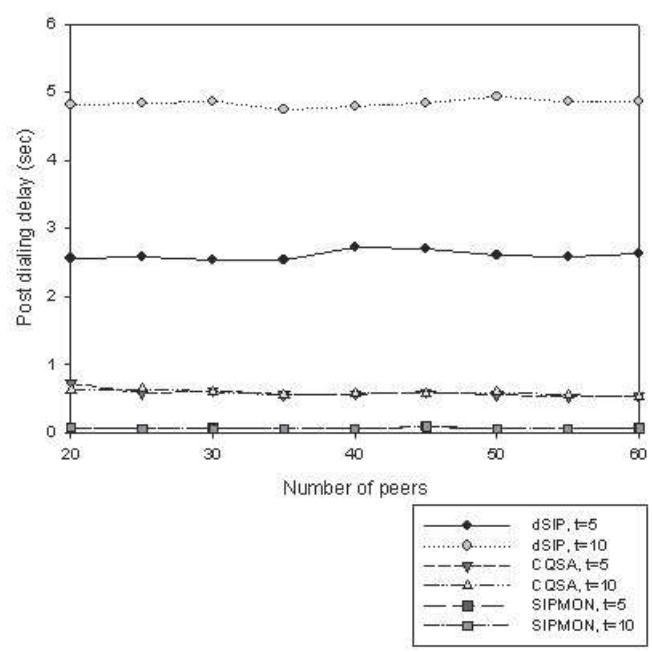 6
5
4
3
2
1
0
Post dialing delay (sec)
20 30 40 50 60
Number of peers
dSIP, t=5
dSIP, t=10
CQSA, t=5
CQSA, t=10
SIPMON, t=5
SIPMON, t=10